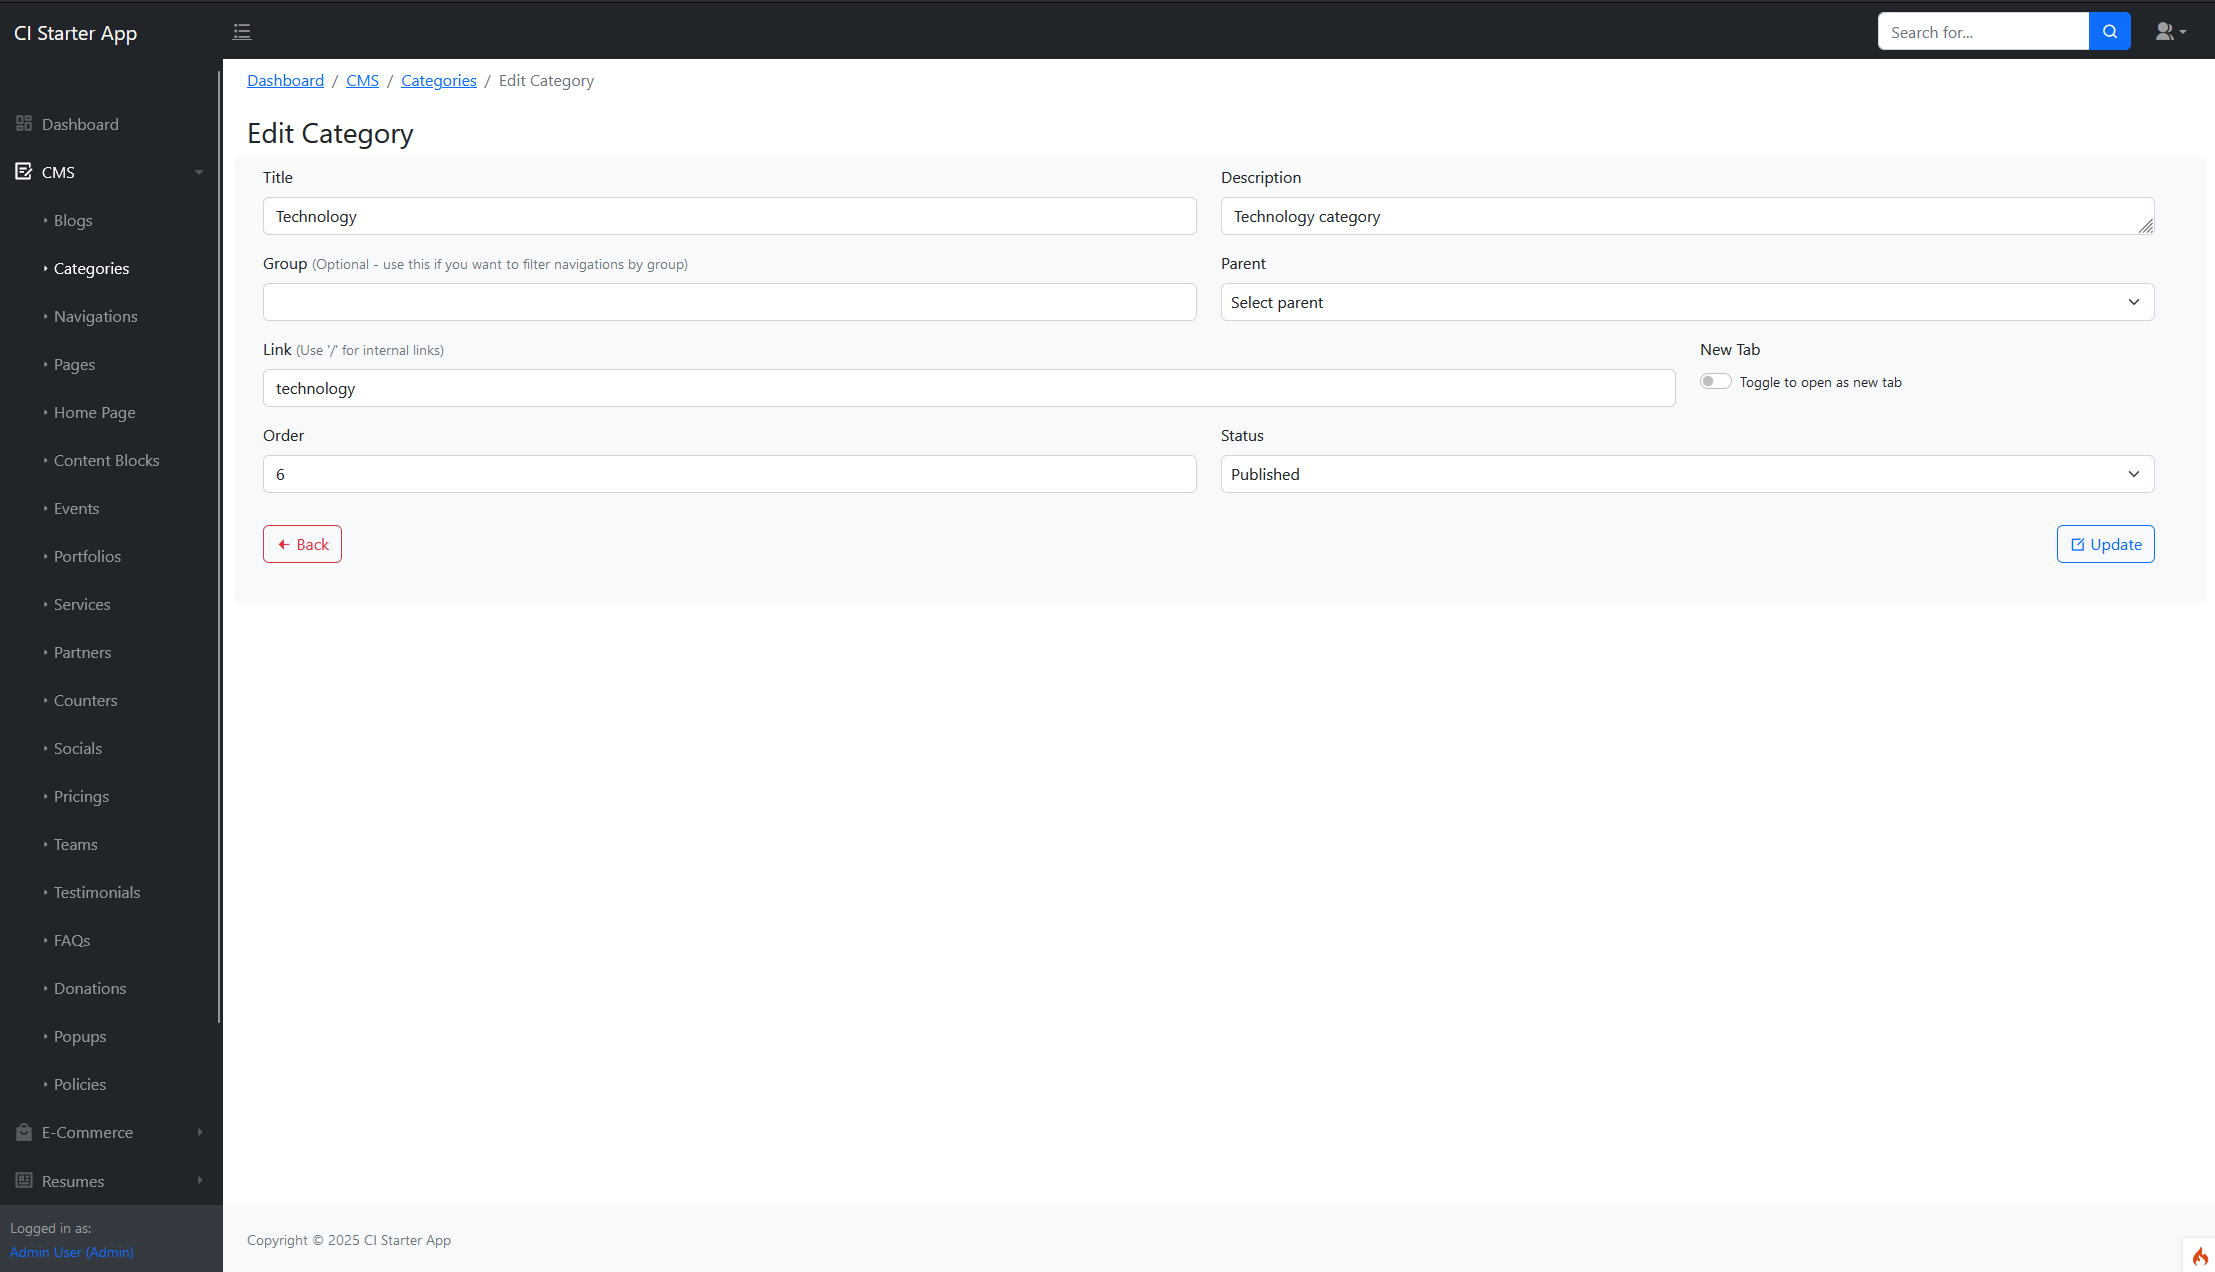 CI Starter App
Search for...
Dashboard
CMS
Blogs
Categories
Navigations
Pages
Home Page
Content Blocks
Events
Portfolios
Services
Partners
Counters
Socials
Pricings
Teams
Testimonials
FAQs
Donations
Popups
Policies
E-Commerce
Resumes
Logged in as:
Admin User (Admin)
Dashboard / CMS / Categories / Edit Category
Edit Category
Title
Technology
Description
Technology category
Group (Optional - use this if you want to filter navigations by group)
Parent
Select parent
Link (Use '/' for internal links)
technology
New Tab
Toggle to open as new tab
Order
6
Status
Published
Back
Update
Copyright © 2025 CI Starter App